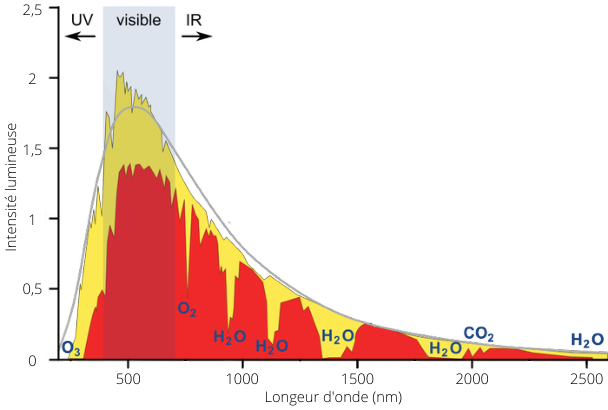 2,5
UV visible IR
2
1,5
1
0,5
0
Intensité lumineuse
O3
O2
H2O
H2O
H2O
H2O
CO2
H2O
500 1000 1500 2000 2500
Longeur d'onde (nm)